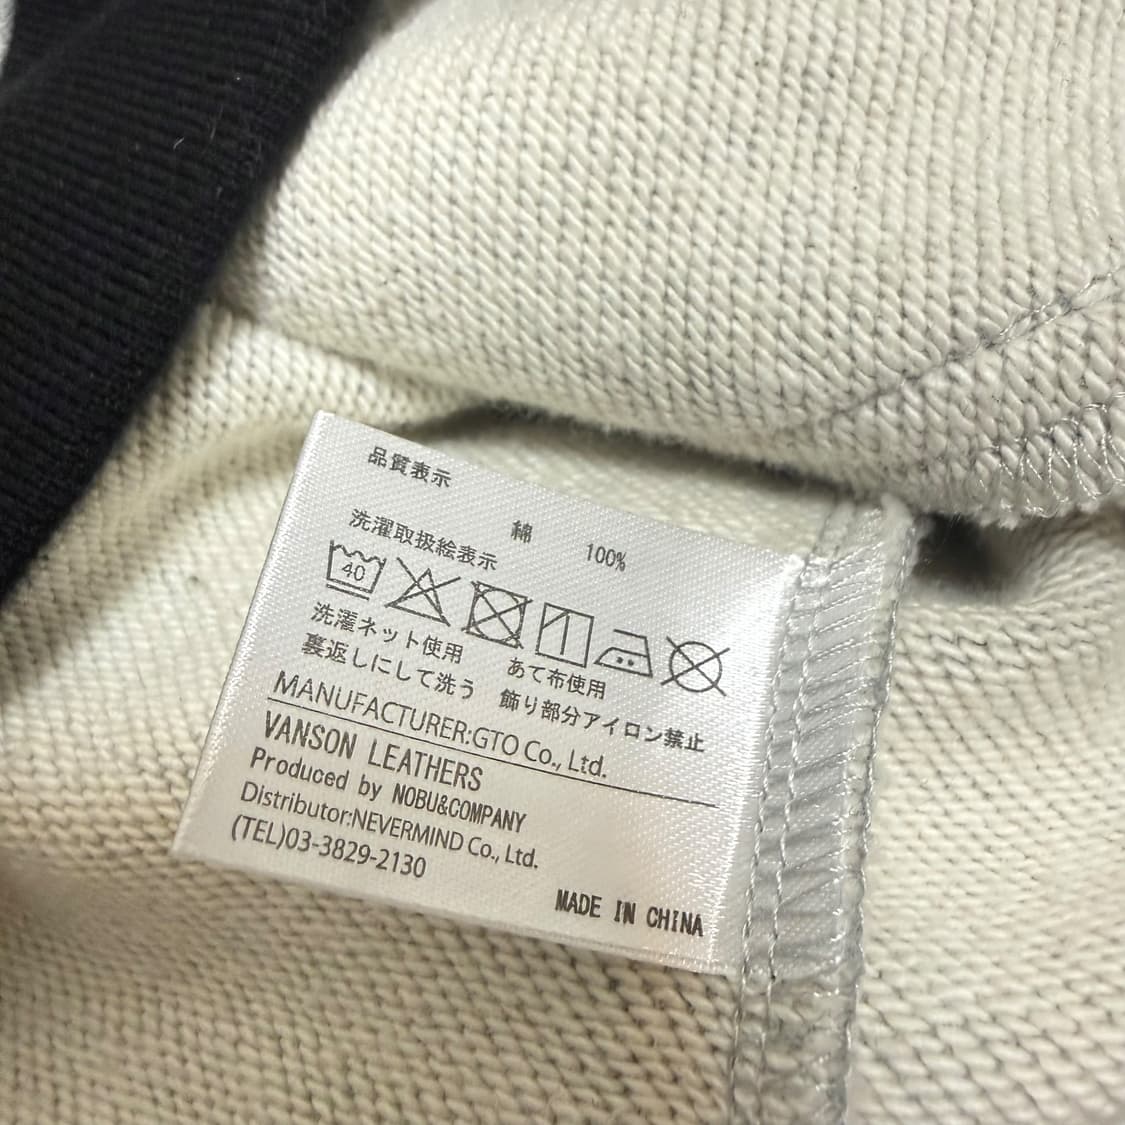 品質表示
綿 100%
洗濯取扱絵表示
40
洗濯ネット使用 あて布使用
裏返しにして洗う 飾り部分アイロン禁止
MANUFACTURER:GTO Co., Ltd.
VANSON LEATHERS
Produced by NOBU&COMPANY
Distributor:NEVERMIND Co., Ltd.
(TEL)03-3829-2130
MADE IN CHINA